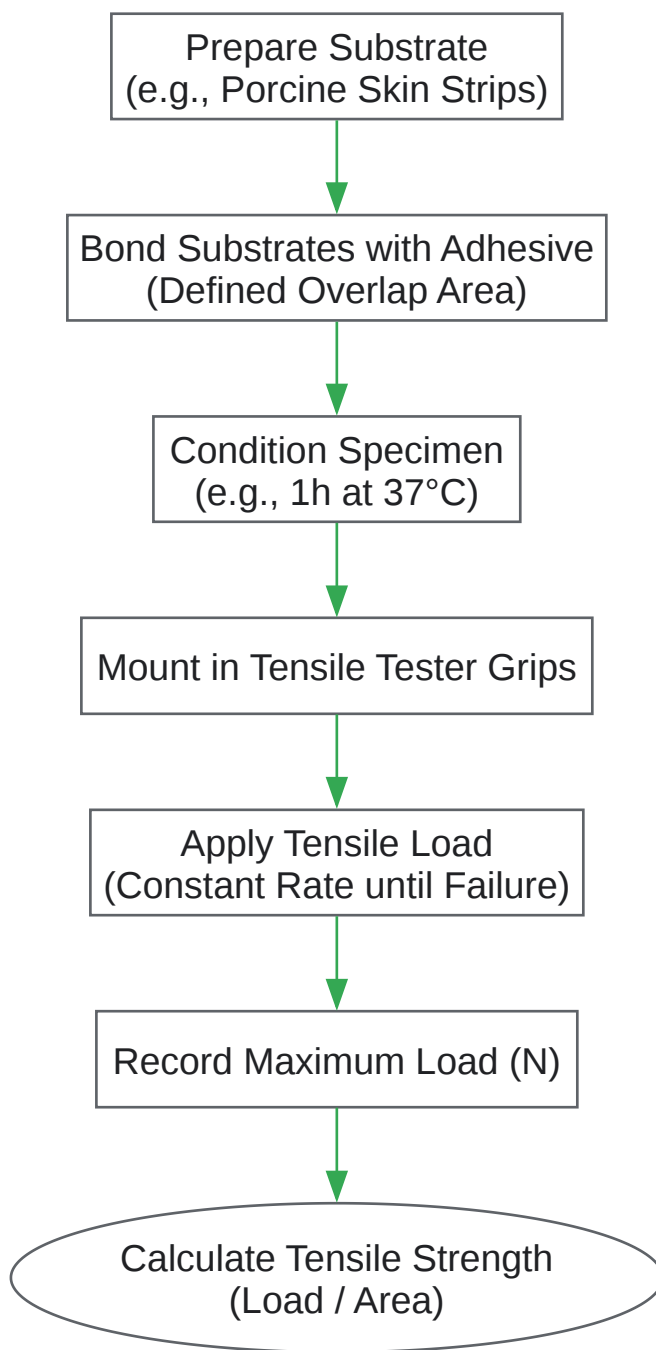 Prepare Substrate
(e.g., Porcine Skin Strips)
Bond Substrates with Adhesive
(Defined Overlap Area)
Condition Specimen
(e.g., 1h at 37°C)
Mount in Tensile Tester Grips
Apply Tensile Load
(Constant Rate until Failure)
Record Maximum Load (N)
Calculate Tensile Strength
(Load / Area)